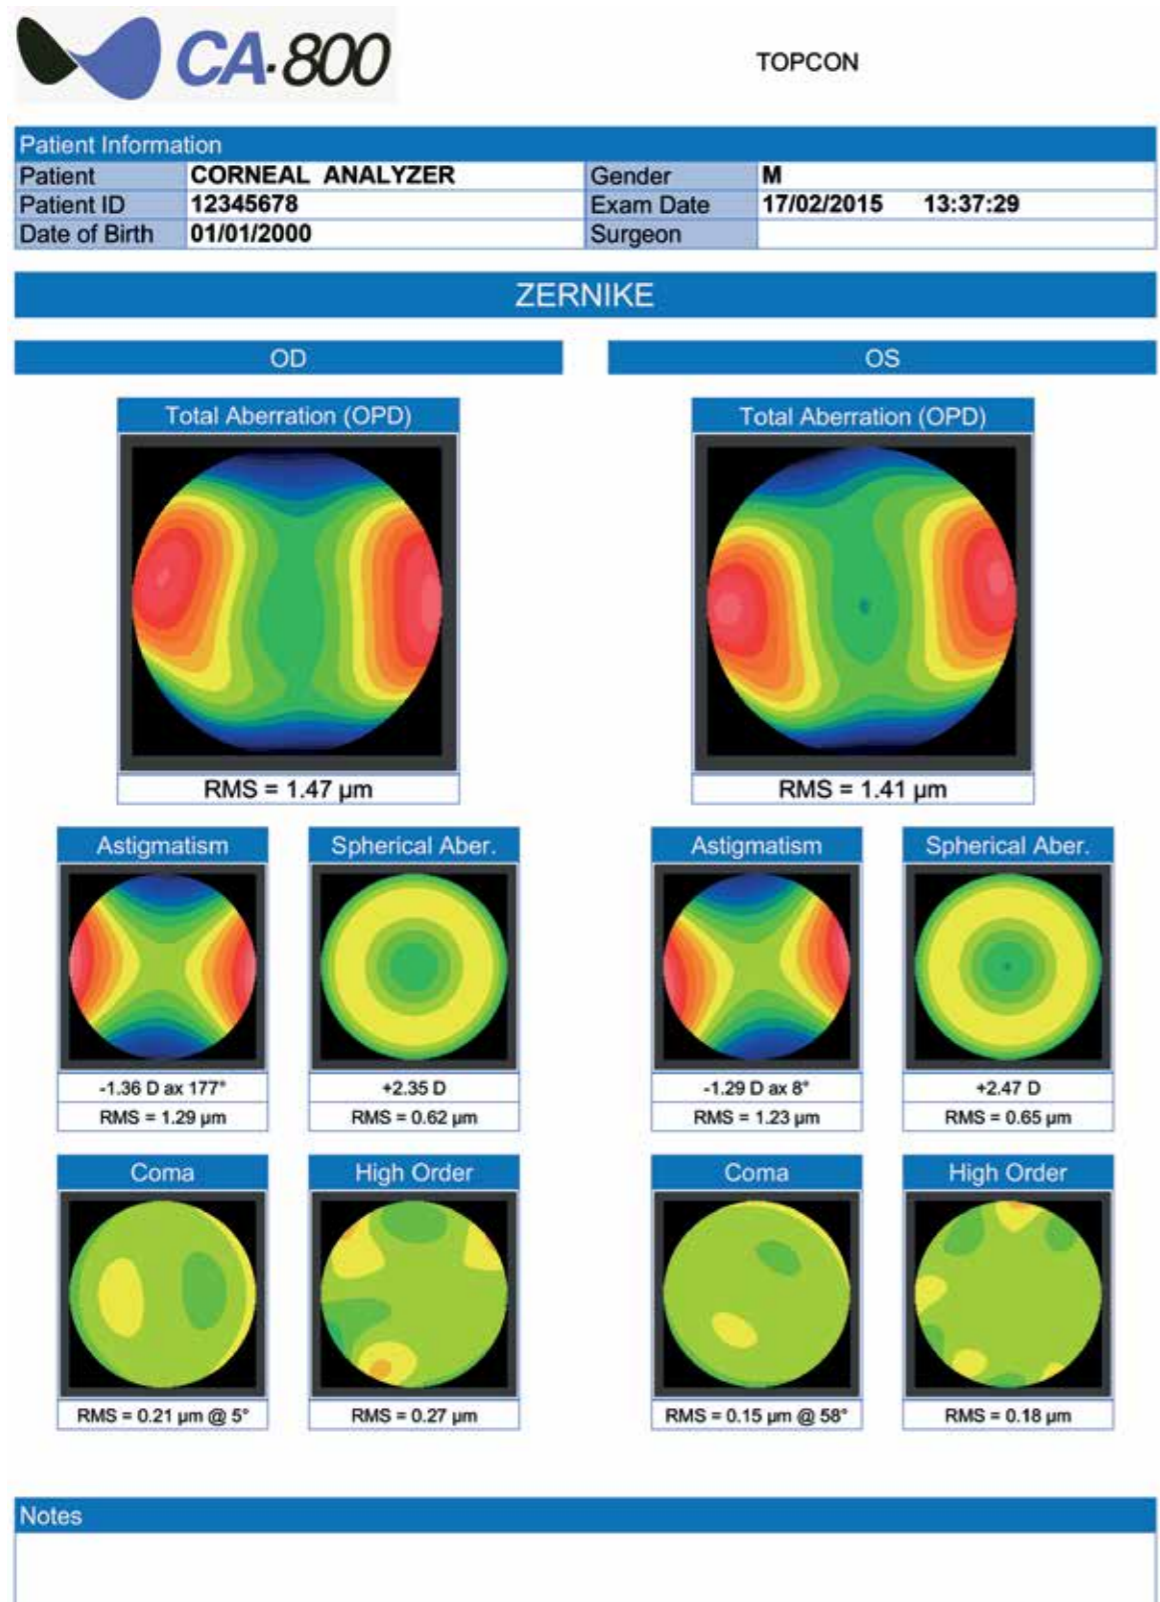 CA-800
TOPCON
Patient Information
Patient CORNEAL ANALYZER Gender M
Patient ID 12345678 Exam Date 17/02/2015 13:37:29
Date of Birth 01/01/2000 Surgeon
ZERNIKE
OD OS
Total Aberration (OPD) Total Aberration (OPD)
RMS = 1.47 µm RMS = 1.41 µm
Astigmatism Spherical Aber. Astigmatism Spherical Aber.
-1.36 D ax 177° +2.35 D -1.29 D ax 8° +2.47 D
RMS = 1.29 µm RMS = 0.62 µm RMS = 1.23 µm RMS = 0.65 µm
Coma High Order Coma High Order
RMS = 0.21 µm @ 5° RMS = 0.27 µm RMS = 0.15 µm @ 58° RMS = 0.18 µm
Notes